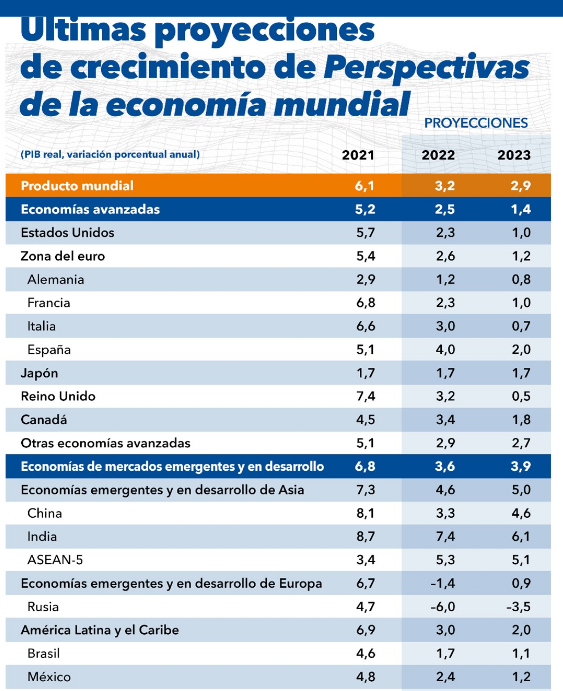 Últimas proyecciones
de crecimiento de Perspectivas
de la economía mundial
PROYECCIONES
(PIB real, variación porcentual anual) 2021 2022 2023
Producto mundial 6,1 3,2 2,9
Economías avanzadas 5,2 2,5 1,4
Estados Unidos 5,7 2,3 1,0
Zona del euro 5,4 2,6 1,2
Alemania 2,9 1,2 0,8
Francia 6,8 2,3 1,0
Italia 6,6 3,0 0,7
España 5,1 4,0 2,0
Japón 1,7 1,7 1,7
Reino Unido 7,4 3,2 0,5
Canadá 4,5 3,4 1,8
Otras economías avanzadas 5,1 2,9 2,7
Economías de mercados emergentes y en desarrollo 6,8 3,6 3,9
Economías emergentes y en desarrollo de Asia 7,3 4,6 5,0
China 8,1 3,3 4,6
India 8,7 7,4 6,1
ASEAN-5 3,4 5,3 5,1
Economías emergentes y en desarrollo de Europa 6,7 –1,4 0,9
Rusia 4,7 –6,0 –3,5
América Latina y el Caribe 6,9 3,0 2,0
Brasil 4,6 1,7 1,1
México 4,8 2,4 1,2